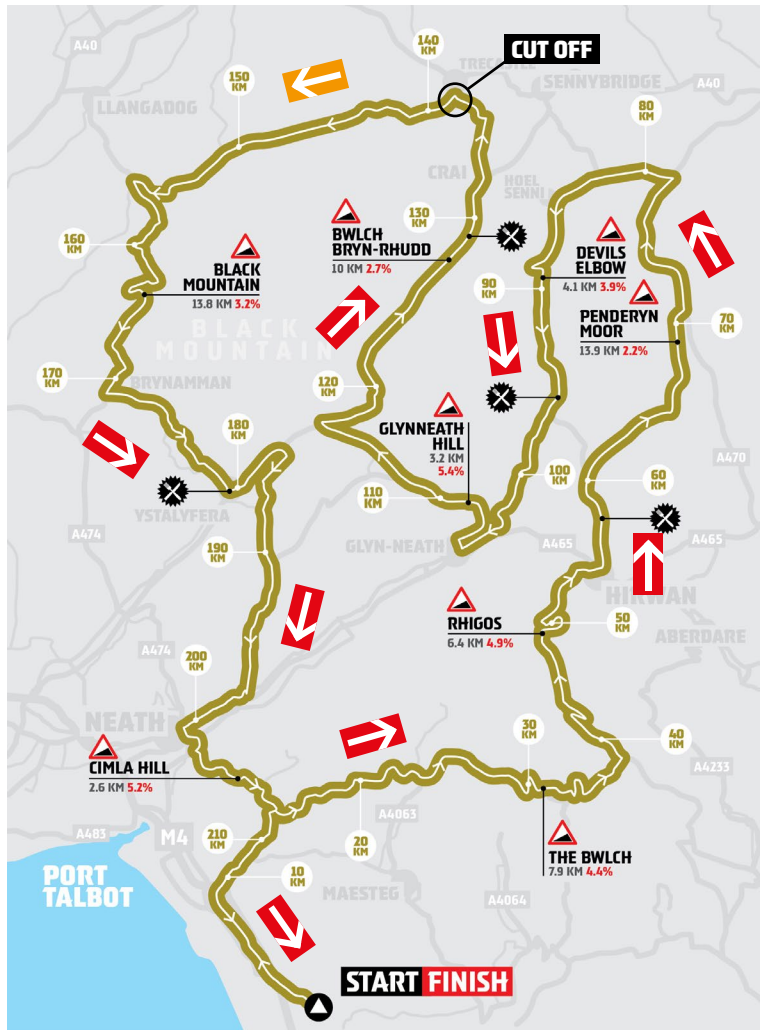 A40
140
KM
TRECASTLE
CUT OFF
SENNYBRIDGE
A40
150
KM
LLANGADOG
80
KM
CRAI
HOEL
SENNI
130
KM
BWLCH
BRYN-RHUDD
10 KM 2.7%
160
KM
BLACK
MOUNTAIN
13.8 KM 3.2%
DEVILS
ELBOW
4.1 KM 3.9%
90
KM
PENDERYN
MOOR
13.9 KM 2.2%
70
KM
BLACK
MOUNTAIN
170
KM
BRYNAMMAN
120
KM
GLYNNEATH
HILL
3.2 KM
5.4%
180
KM
A470
100
KM
60
KM
110
KM
YSTALYFERA
A474
190
KM
GLYN-NEATH
A465
A465
HIRWAUN
RHIGOS
6.4 KM 4.9%
50
KM
ABERDARE
A474
200
KM
NEATH
30
KM
40
KM
A4233
CIMLA HILL
2.6 KM 5.2%
A4063
A483
M4
210
KM
20
KM
THE BWLCH
7.9 KM 4.4%
PORT
TALBOT
10
KM
MAESTEG
A4064
START FINISH